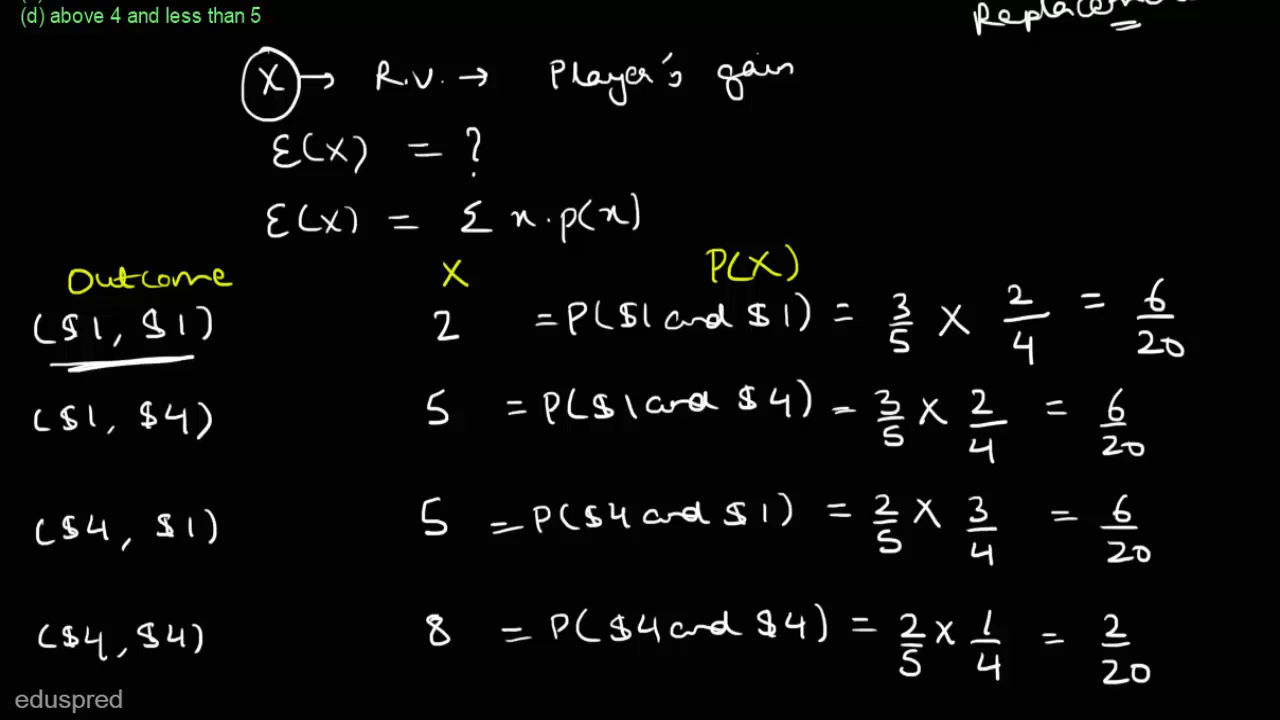 (d) above 4 and less than 5
Replacement
X → R.V. → Player's gain
E(X) = ?
E(X) = Σ x.p(x)
Outcome X P(X)
($1, $1) 2 = P($1 and $1) = 3/5 × 2/4 = 6/20
($1, $4) 5 = P($1 and $4) = 3/5 × 2/4 = 6/20
($4, $1) 5 = P($4 and $1) = 2/5 × 3/4 = 6/20
($4, $4) 8 = P($4 and $4) = 2/5 × 1/4 = 2/20
eduspred